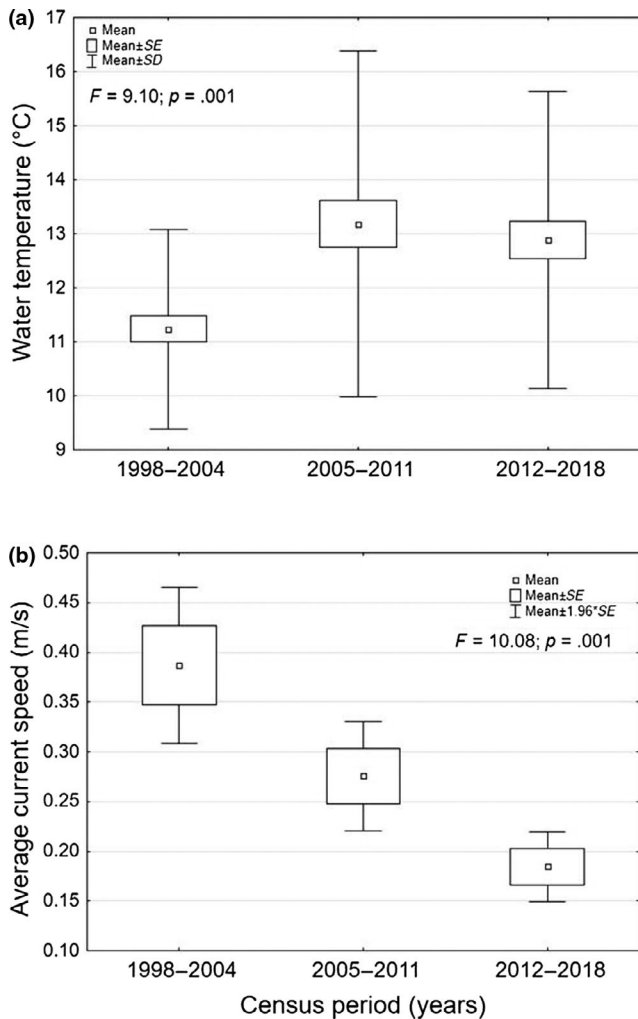 (a)
17
16
15
14
13
12
11
10
9
Water temperature (°C)
Mean
Mean±SE
Mean±SD
F = 9.10; p = .001
1998–2004 2005–2011 2012–2018
(b)
0.50
0.45
0.40
0.35
0.30
0.25
0.20
0.15
0.10
Average current speed (m/s)
Mean
Mean±SE
Mean±1.96*SE
F = 10.08; p = .001
1998–2004 2005–2011 2012–2018
Census period (years)